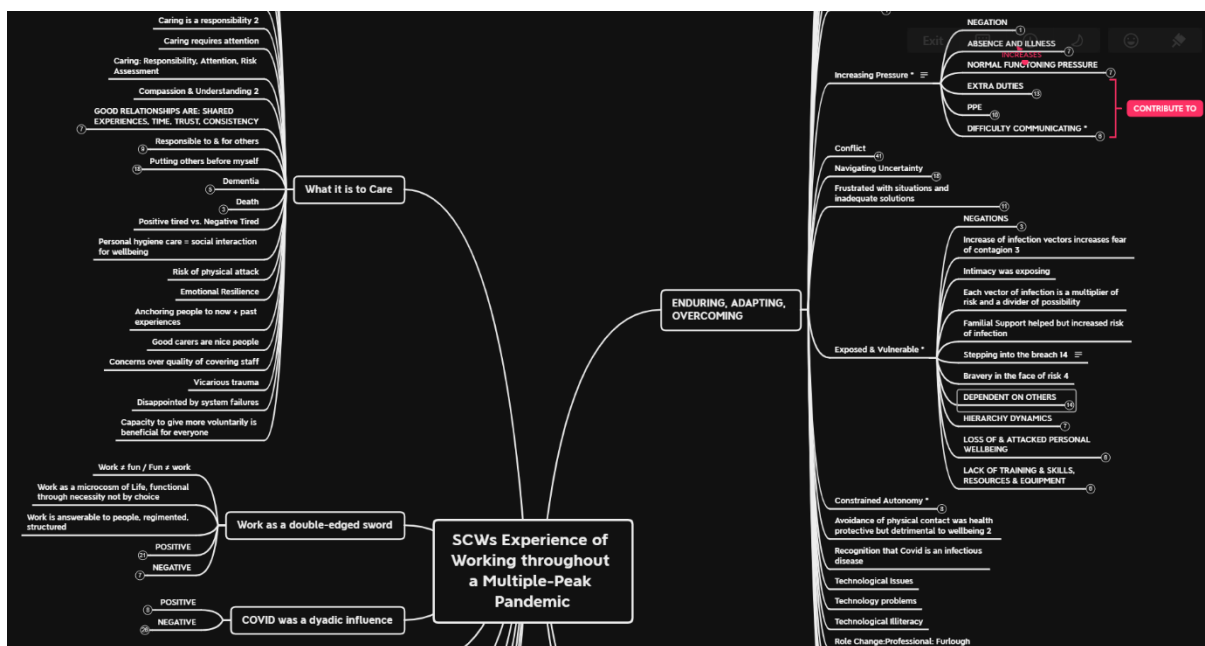 Caring is a responsibility 2
Caring requires attention
Caring: Responsibility, Attention, Risk
Assessment
Compassion & Understanding 2
GOOD RELATIONSHIPS ARE: SHARED
EXPERIENCES, TIME, TRUST, CONSISTENCY
7
Responsible to & for others
9
Putting others before myself
18
Dementia
Death
Positive tired vs. Negative Tired
Personal hygiene care = social interaction
for wellbeing
Risk of physical attack
Emotional Resilience
Anchoring people to now + past
experiences
Good carers are nice people
Concerns over quality of covering staff
Vicarious trauma
Disappointed by system failures
Capacity to give more voluntarily is
beneficial for everyone
What it is to Care
Work ≠ fun / Fun ≠ work
Work as a microcosm of Life, functional
through necessity not by choice
Work is answerable to people, regimented,
structured
POSITIVE
21
NEGATIVE
7
Work as a double-edged sword
POSITIVE
NEGATIVE
COVID was a dyadic influence
SCWs Experience of
Working throughout
a Multiple-Peak
Pandemic
ENDURING, ADAPTING,
OVERCOMING
Increasing Pressure *
NEGATION
1
ABSENCE AND ILLNESS
7
INCREASES
NORMAL FUNCTONING PRESSURE
7
EXTRA DUTIES
13
PPE
10
DIFFICULTY COMMUNICATING *
CONTRIBUTE TO
Exit
Conflict
41
Navigating Uncertainty
18
Frustrated with situations and
inadequate solutions
11
Exposed & Vulnerable *
NEGATIONS
3
Increase of infection vectors increases fear
of contagion 3
Intimacy was exposing
Each vector of infection is a multiplier of
risk and a divider of possibility
Familial Support helped but increased risk
of infection
Stepping into the breach 14
Bravery in the face of risk 4
DEPENDENT ON OTHERS
14
HIERARCHY DYNAMICS
7
LOSS OF & ATTACKED PERSONAL
WELLBEING
LACK OF TRAINING & SKILLS,
RESOURCES & EQUIPMENT
Constrained Autonomy *
8
Avoidance of physical contact was health
protective but detrimental to wellbeing 2
Recognition that Covid is an infectious
disease
Technological Issues
Technology problems
Technological Illiteracy
Role Change:Professional: Furlough